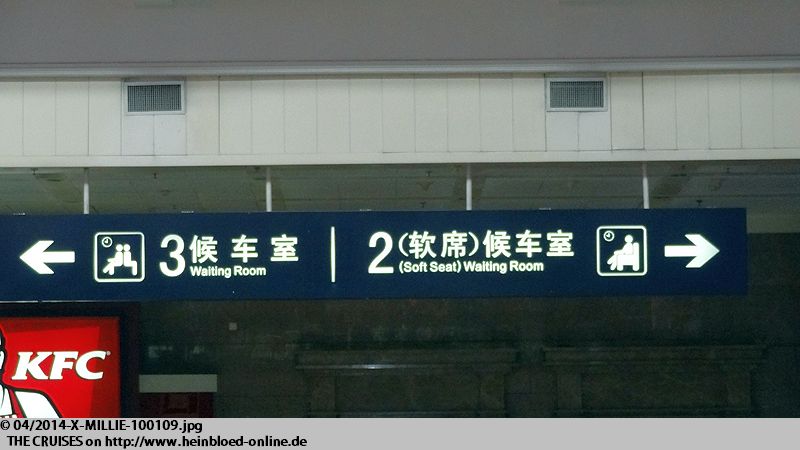 3候车室
Waiting Room
2(软席)候车室
(Soft Seat) Waiting Room
KFC
© 04/2014-X-MILLIE-100109.jpg
THE CRUISES on http://www.heinbloed-online.de